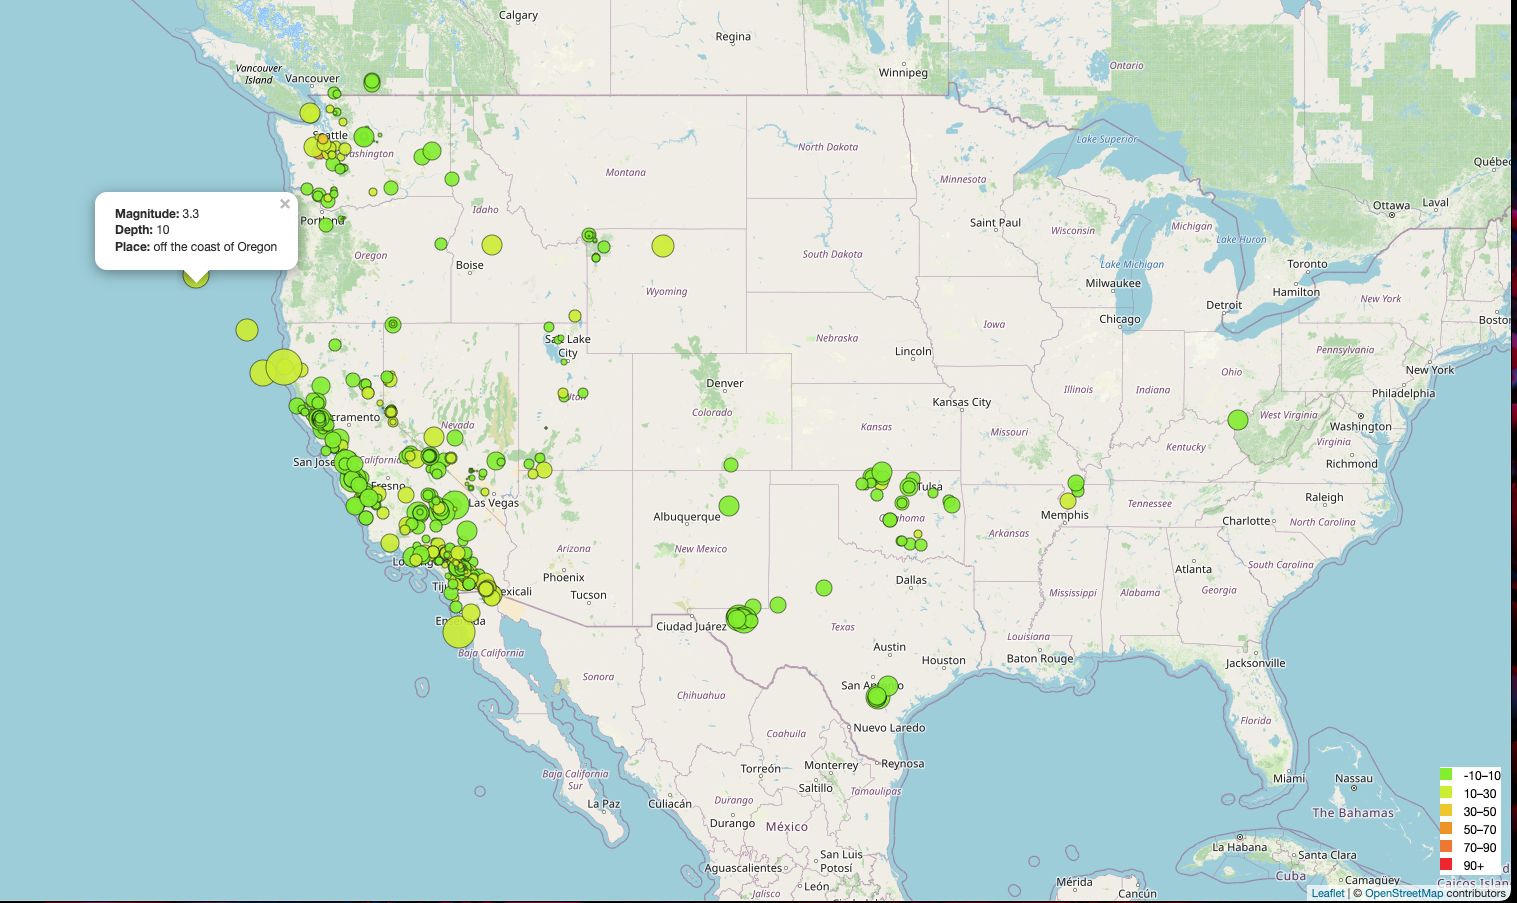 Calgary
Regina
Vancouver
Island
Vancouver
Winnipeg
Ontario
Lake Superior
Québec
Seattle
Washington
North Dakota
Montana
Minnesota
Ottawa
Laval
Magnitude: 3.3
×
Depth: 10
Place: off the coast of Oregon
Portland
Idaho
Saint Paul
Wisconsin
Michigan
Lake Huron
Oregon
Boise
South Dakota
Lake Michigan
Toronto
Hamilton
Milwaukee
Wyoming
Detroit
New York
Chicago
Boston
Iowa
Salt Lake
City
Nebraska
Lincoln
Pennsylvania
Ohio
New York
Denver
Utah
Illinois
Indiana
Philadelphia
Kansas City
Colorado
Sacramento
Nevada
Kansas
Missouri
West Virginia
Washington
Kentucky
Virginia
San Jose
California
Richmond
Fresno
Las Vegas
Tulsa
Tennessee
Raleigh
Albuquerque
Oklahoma
Memphis
Charlotte
North Carolina
Arkansas
Arizona
New Mexico
South Carolina
Atlanta
Phoenix
Dallas
Tijuana
Mexicali
Tucson
Mississippi
Alabama
Georgia
Ensenada
Ciudad Juárez
Texas
Louisiana
Baja California
Austin
Houston
Baton Rouge
Jacksonville
Sonora
San Antonio
Chihuahua
Nuevo Laredo
Florida
Coahuila
Torreón
Monterrey
Reynosa
Baja California
Sur
Saltillo
Tamaulipas
Miami
Nassau
La Paz
Culiacán
Durango
The Bahamas
Durango
México
La Habana
Santa Clara
San Luis
Potosí
Aguascalientes
Cuba
Camagüey
Jalisco
León
Mérida
Cancún
Caicos Islan
-10–10
10–30
30–50
50–70
70–90
90+
Leaflet | © OpenStreetMap contributors